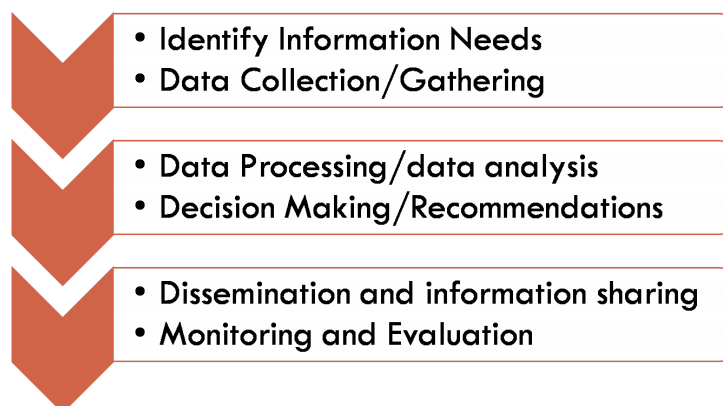 • Identify Information Needs
• Data Collection/Gathering
• Data Processing/data analysis
• Decision Making/Recommendations
• Dissemination and information sharing
• Monitoring and Evaluation